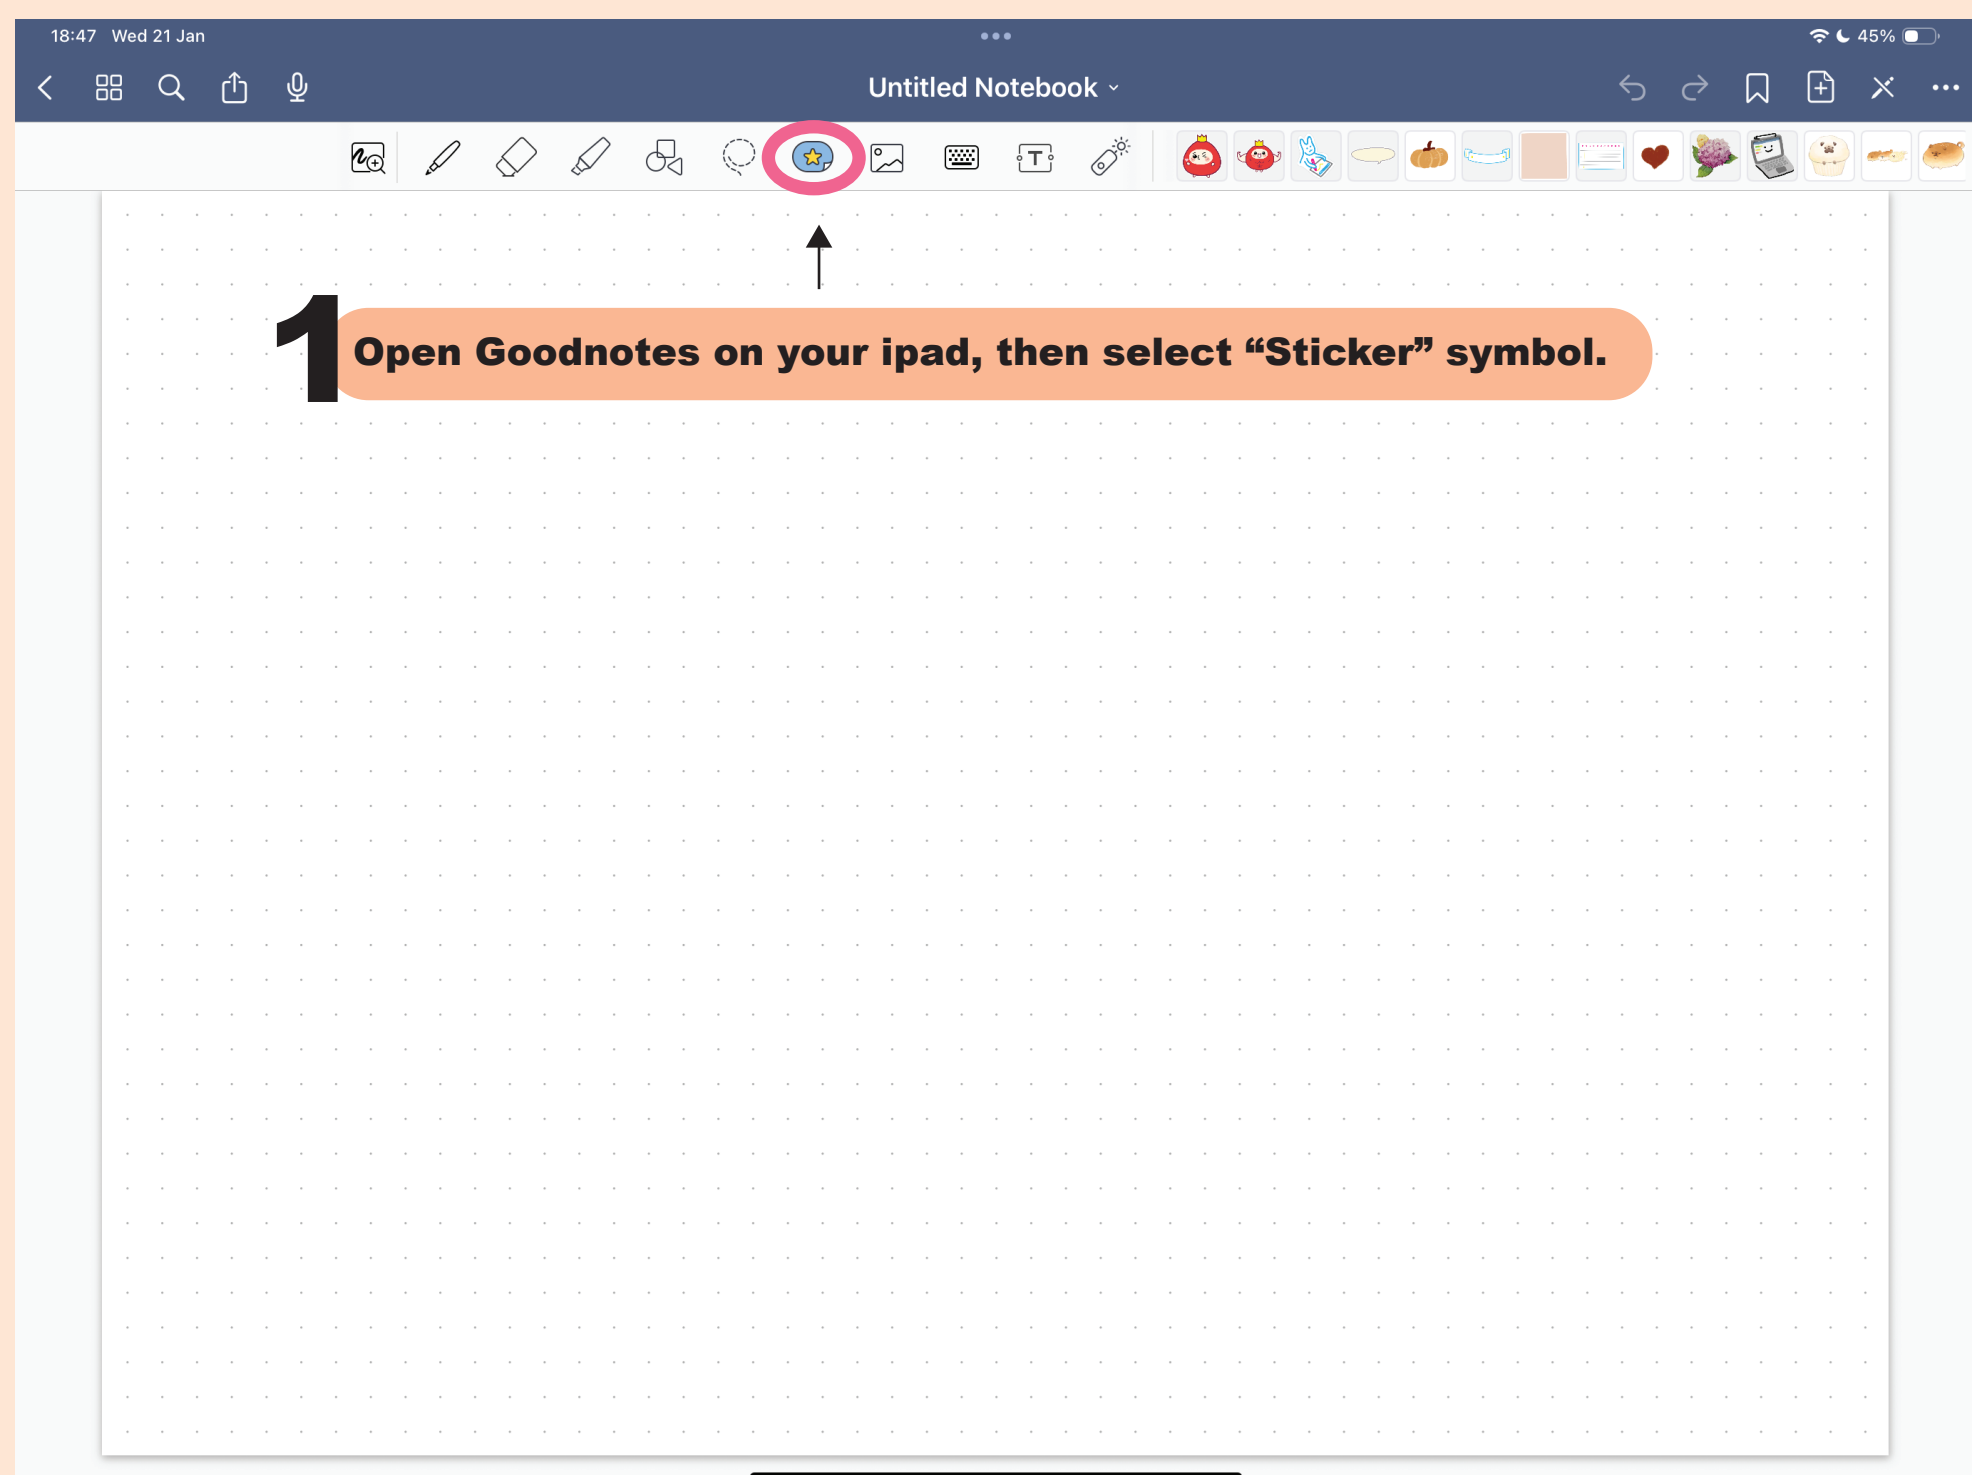 18:47 Wed 21 Jan
45%
Untitled Notebook
T
1
Open Goodnotes on your ipad, then select “Sticker” symbol.